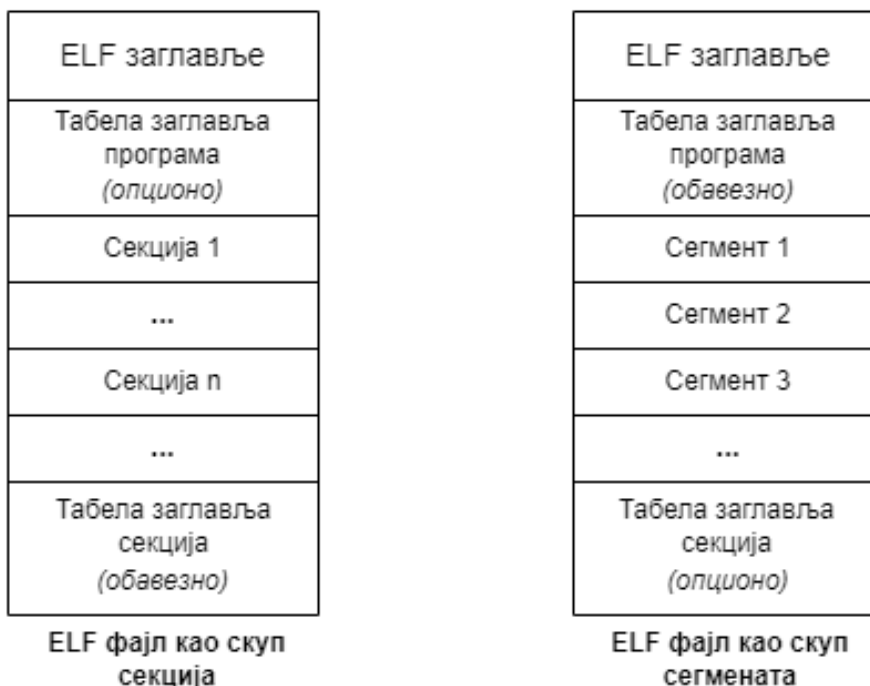 ELF заглавље
Табела заглавља
програма
(опционо)
Секција 1
...
Секција n
...
Табела заглавља
секција
(обавезно)
ELF фајл као скуп
секција
ELF заглавље
Табела заглавља
програма
(обавезно)
Сегмент 1
Сегмент 2
Сегмент 3
...
Табела заглавља
секција
(опционо)
ELF фајл као скуп
сегмената